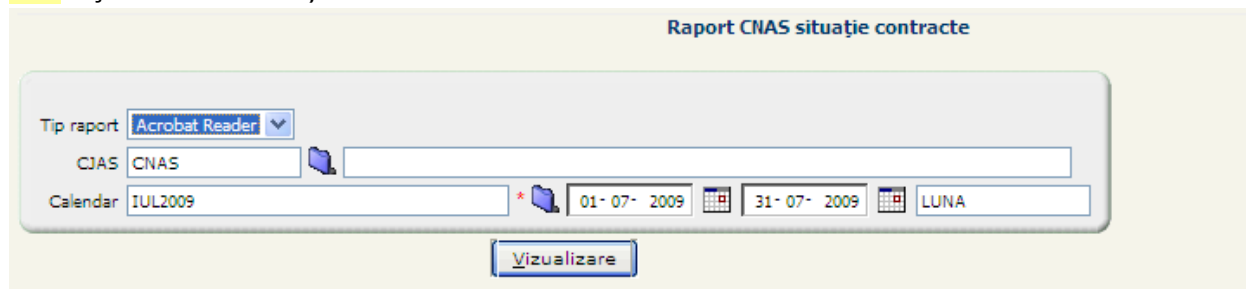 Raport CNAS situaţie contracte
Tip raport Acrobat Reader
CJAS CNAS
Calendar IUL2009 * 01- 07- 2009 31- 07- 2009 LUNA
Vizualizare